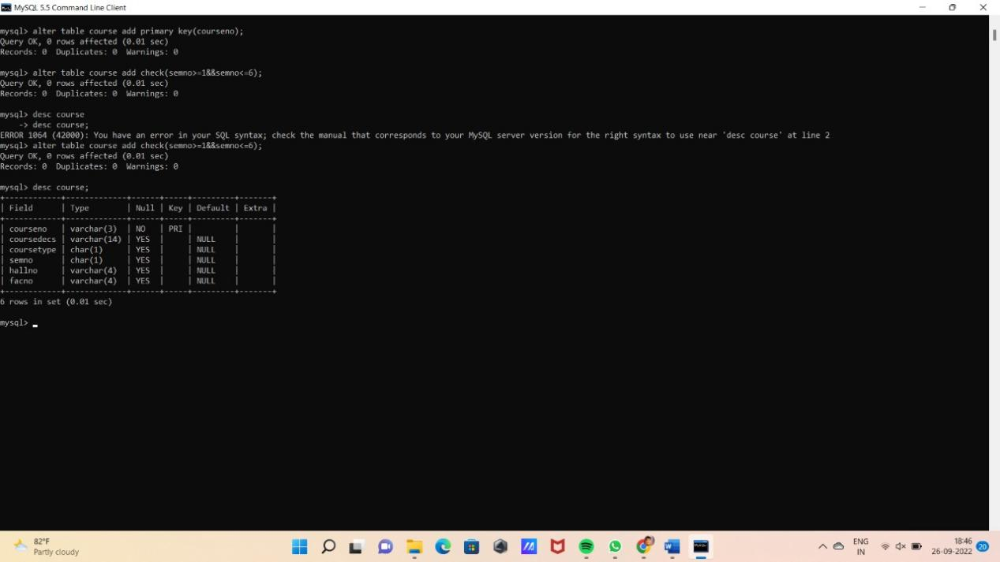 MySQL 5.5 Command Line Client
mysql> alter table course add primary key(courseno);
Query OK, 0 rows affected (0.01 sec)
Records: 0  Duplicates: 0  Warnings: 0
mysql> alter table course add check(semno>=1&&semno<=6);
Query OK, 0 rows affected (0.01 sec)
Records: 0  Duplicates: 0  Warnings: 0
mysql> desc course
    -> desc course;
ERROR 1064 (42000): You have an error in your SQL syntax; check the manual that corresponds to your MySQL server version for the right syntax to use near 'desc course' at line 2
mysql> alter table course add check(semno>=1&&semno<=6);
Query OK, 0 rows affected (0.01 sec)
Records: 0  Duplicates: 0  Warnings: 0
mysql> desc course;
+------------+-------------+------+-----+---------+-------+
| Field      | Type        | Null | Key | Default | Extra |
+------------+-------------+------+-----+---------+-------+
| courseno   | varchar(3)  | NO   | PRI |         |       |
| coursedecs | varchar(14) | YES  |     | NULL    |       |
| coursetype | char(1)     | YES  |     | NULL    |       |
| semno      | char(1)     | YES  |     | NULL    |       |
| hallno     | varchar(4)  | YES  |     | NULL    |       |
| facno      | varchar(4)  | YES  |     | NULL    |       |
+------------+-------------+------+-----+---------+-------+
6 rows in set (0.01 sec)
mysql> _
82°F
Partly cloudy
ENG
IN
18:46
26-09-2022
20